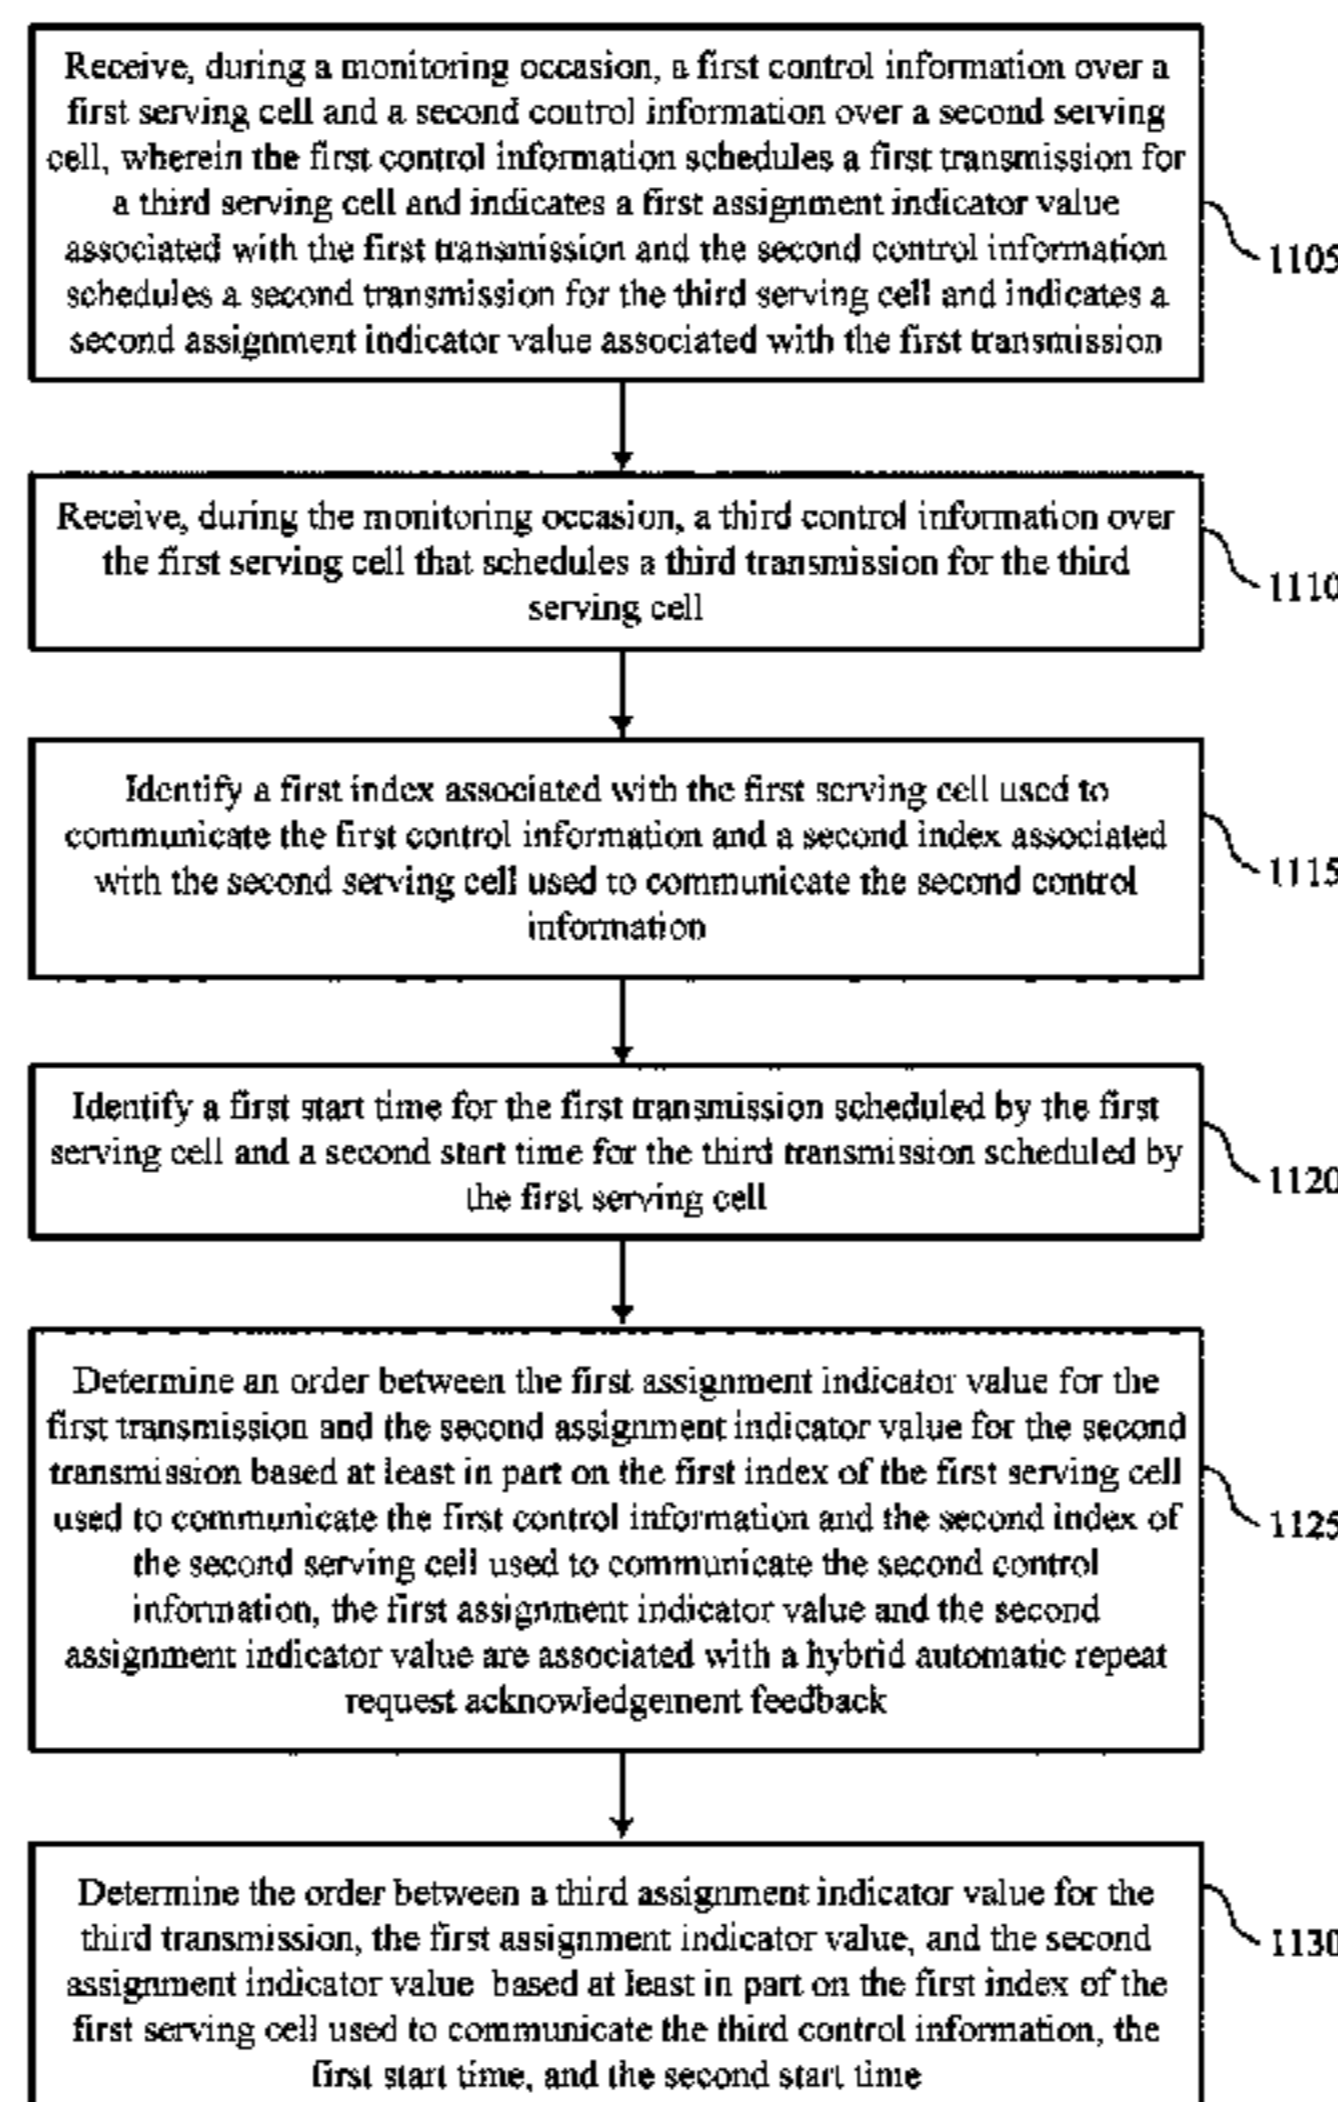 Receive, during a monitoring occasion, a first control information over a
first serving cell and a second control information over a second serving
cell, wherein the first control information schedules a first transmission for
a third serving cell and indicates a first assignment indicator value
associated with the first transmission and the second control information
schedules a second transmission for the third serving cell and indicates a
second assignment indicator value associated with the first transmission
1105
Receive, during the monitoring occasion, a third control information over
the first serving cell that schedules a third transmission for the third
serving cell
1110
Identify a first index associated with the first serving cell used to
communicate the first control information and a second index associated
with the second serving cell used to communicate the second control
information
1115
Identify a first start time for the first transmission scheduled by the first
serving cell and a second start time for the third transmission scheduled by
the first serving cell
1120
Determine an order between the first assignment indicator value for the
first transmission and the second assignment indicator value for the second
transmission based at least in part on the first index of the first serving cell
used to communicate the first control information and the second index of
the second serving cell used to communicate the second control
information, the first assignment indicator value and the second
assignment indicator value are associated with a hybrid automatic repeat
request acknowledgement feedback
1125
Determine the order between a third assignment indicator value for the
third transmission, the first assignment indicator value, and the second
assignment indicator value based at least in part on the first index of the
first serving cell used to communicate the third control information, the
first start time, and the second start time
1130